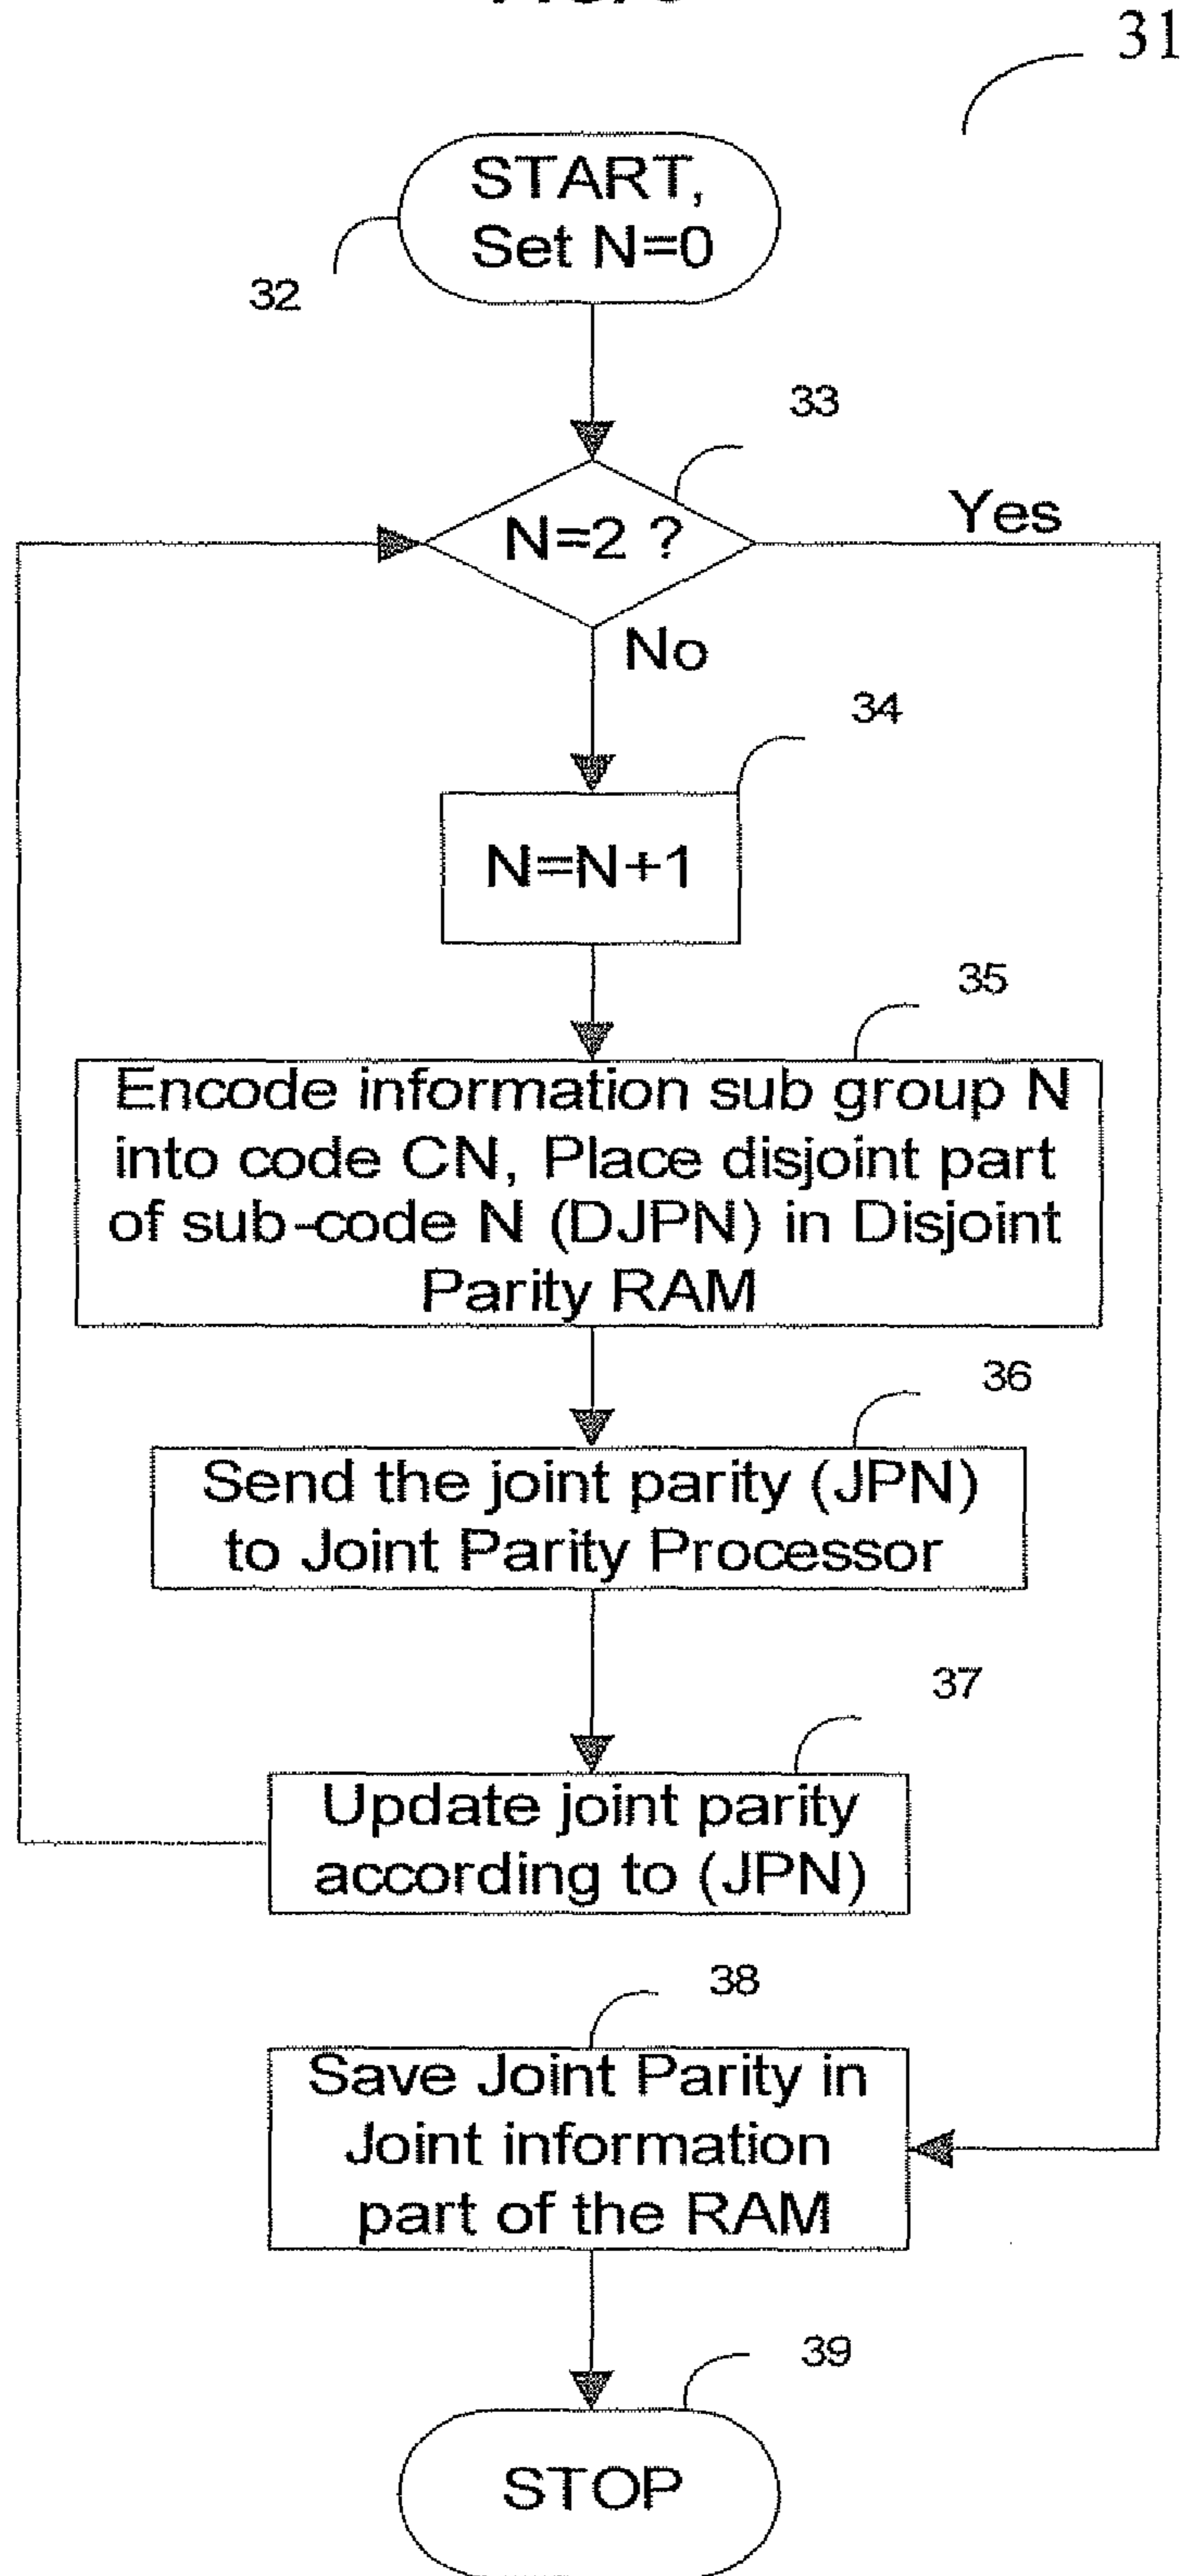 31
START,
Set N=0
32
33
N=2 ?
Yes
No
34
N=N+1
35
Encode information sub group N
into code CN, Place disjoint part
of sub-code N (DJPN) in Disjoint
Parity RAM
36
Send the joint parity (JPN)
to Joint Parity Processor
37
Update joint parity
according to (JPN)
38
Save Joint Parity in
Joint information
part of the RAM
39
STOP